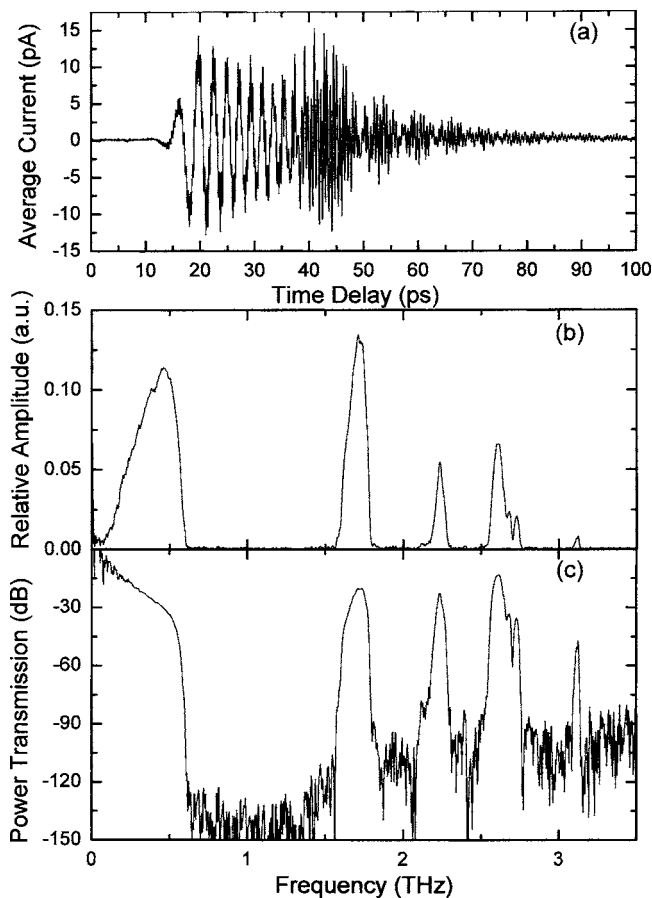 (a)
Average Current (pA)
15
10
5
0
-5
-10
-15
0 10 20 30 40 50 60 70 80 90 100
Time Delay (ps)
(b)
Relative Amplitude (a.u.)
0.15
0.10
0.05
0.00
(c)
Power Transmission (dB)
-30
-60
-90
-120
-150
0 1 2 3
Frequency (THz)